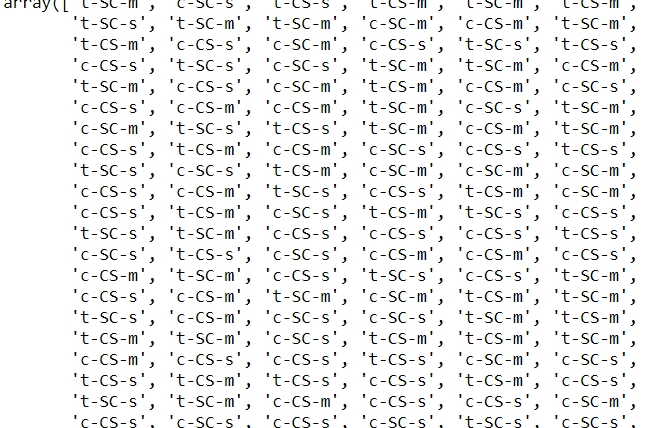 array(['t-SC-m', 'c-SC-s', 't-CS-s', 't-CM-m', 't-SC-m', 't-CM-m',
't-SC-s', 't-SC-m', 't-CS-m', 'c-CS-m', 't-SC-m', 't-SC-m',
't-CS-m', 'c-CS-s', 'c-SC-m', 'c-CS-m', 't-SC-s', 't-CS-s',
'c-CS-s', 't-SC-s', 'c-SC-s', 't-SC-m', 't-SC-m', 'c-CS-m',
't-SC-m', 'c-CS-s', 'c-SC-m', 't-CS-m', 'c-CS-m', 'c-SC-s',
'c-CS-s', 'c-CS-m', 'c-CS-m', 't-SC-m', 'c-SC-s', 't-SC-m',
'c-SC-m', 't-SC-s', 't-CS-s', 't-SC-m', 'c-CS-m', 't-SC-m',
'c-CS-s', 't-CS-m', 'c-CS-m', 'c-SC-s', 'c-CS-s', 't-CS-s',
't-SC-s', 'c-SC-s', 't-CS-m', 'c-SC-m', 'c-SC-m', 'c-SC-m',
'c-CS-s', 'c-CS-m', 't-SC-s', 'c-CS-s', 't-CS-m', 'c-CS-m',
'c-CS-s', 't-CS-m', 'c-SC-s', 't-CS-m', 't-SC-s', 'c-CS-s',
't-SC-s', 't-SC-m', 'c-CS-s', 'c-CS-s', 'c-CS-s', 't-CS-s',
'c-SC-s', 't-CS-s', 'c-SC-s', 'c-CS-m', 'c-CS-m', 'c-SC-s',
'c-CS-m', 't-SC-m', 'c-CS-s', 't-SC-s', 'c-CS-s', 't-SC-m',
'c-CS-s', 'c-CS-m', 't-SC-m', 'c-SC-m', 't-CS-m', 't-SC-m',
't-SC-s', 'c-CS-m', 'c-SC-s', 'c-SC-s', 't-SC-m', 't-CS-m',
't-CS-m', 't-SC-m', 'c-SC-s', 't-CS-m', 't-CS-m', 'c-SC-m',
'c-CS-m', 'c-CS-s', 'c-CS-s', 't-CS-s', 'c-SC-m', 'c-SC-s',
't-CS-s', 't-CS-m', 't-CS-s', 'c-CS-s', 't-CS-m', 'c-CS-s',
't-SC-s', 't-SC-m', 'c-CS-m', 'c-CS-s', 'c-CS-s', 'c-SC-m',
'c-CS-s', 'c-SC-s', 'c-CS-s', 'c-SC-s', 't-SC-s', 'c-SC-s',